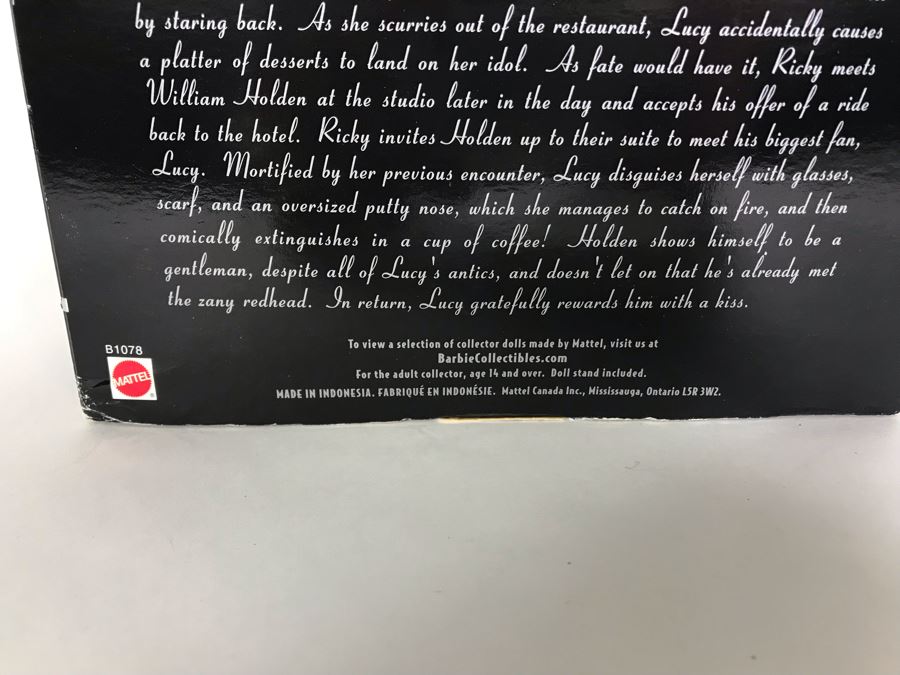 by staring back. As she scurries out of the restaurant, Lucy accidentally causes
a platter of desserts to land on her idol. As fate would have it, Ricky meets
William Holden at the studio later in the day and accepts his offer of a ride
back to the hotel. Ricky invites Holden up to their suite to meet his biggest fan,
Lucy. Mortified by her previous encounter, Lucy disguises herself with glasses,
scarf, and an oversized putty nose, which she manages to catch on fire, and then
comically extinguishes in a cup of coffee! Holden shows himself to be a
gentleman, despite all of Lucy's antics, and doesn't let on that he's already met
the zany redhead. In return, Lucy gratefully rewards him with a kiss.
To view a selection of collector dolls made by Mattel, visit us at
BarbieCollectibles.com
For the adult collector, age 14 and over. Doll stand included.
MADE IN INDONESIA. FABRIQUÉ EN INDONÉSIE. Mattel Canada Inc., Mississauga, Ontario L5R 3W2.
B1078
MATTEL